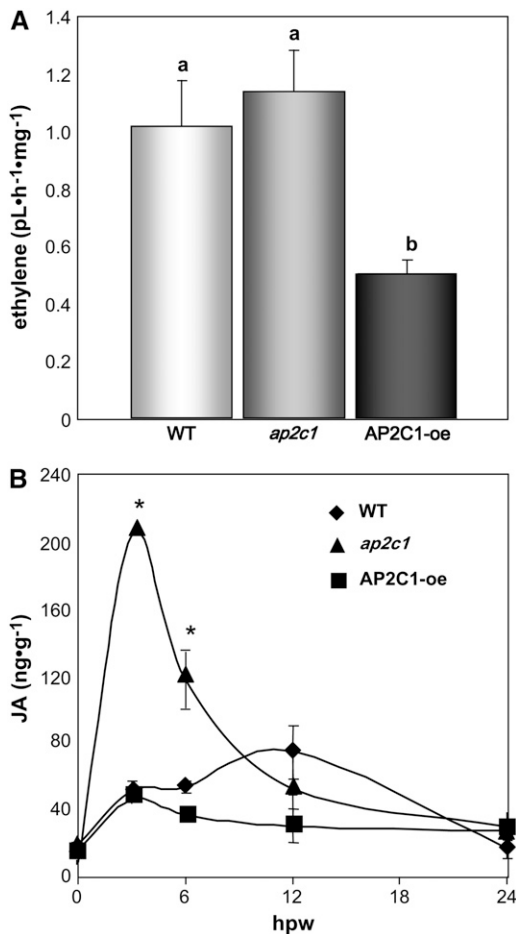 A
ethylene (pL•h⁻¹•mg⁻¹)
1.4
1.2
1.0
0.8
0.6
0.4
0.2
0
a
a
b
WT
ap2c1
AP2C1-oe
B
JA (ng•g⁻¹)
240
200
160
120
80
40
0
*
*
WT
ap2c1
AP2C1-oe
0
6
12
18
24
hpw